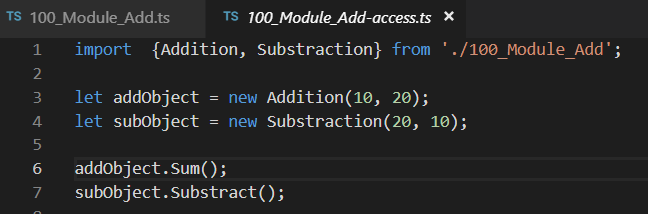 TS 100_Module_Add.ts TS 100_Module_Add-access.ts ×
1 import  {Addition, Substraction} from './100_Module_Add';
2
3 let addObject = new Addition(10, 20);
4 let subObject = new Substraction(20, 10);
5
6 addObject.Sum();
7 subObject.Substract();